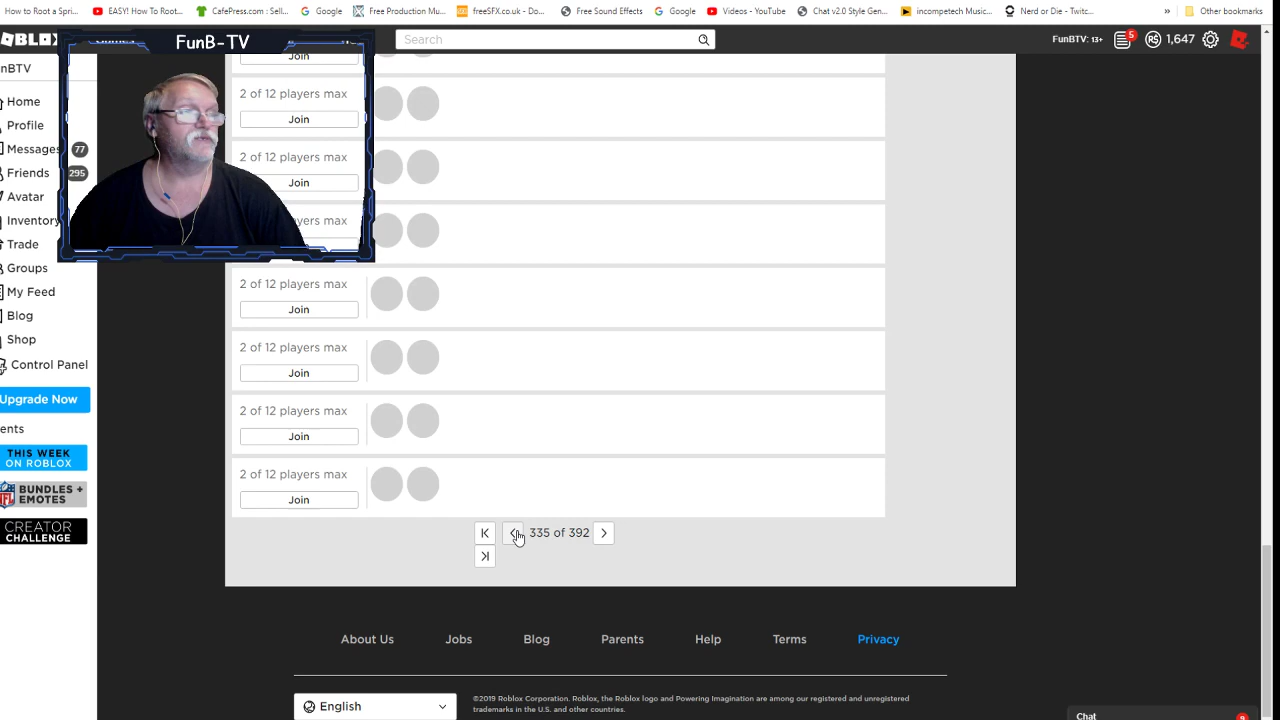 How to Root a Spri...
EASY! How To Root...
CafePress.com : Sell...
Google
Free Production Mu...
freeSFX.co.uk - Do...
Free Sound Effects
Google
Videos - YouTube
Chat v2.0 Style Gen...
incompetech Music...
Nerd or Die - Twitc...
»
Other bookmarks
FunB-TV
Search
FunBTV: 13+
5
1,647
nBTV
Home
Profile
Messages 77
Friends 295
Avatar
Inventory
Trade
Groups
My Feed
Blog
Shop
Control Panel
Upgrade Now
ents
THIS WEEK
ON ROBLOX
NFL
BUNDLES +
EMOTES
CREATOR
CHALLENGE
Join
2 of 12 players max
Join
2 of 12 players max
Join
ayers max
2 of 12 players max
Join
2 of 12 players max
Join
2 of 12 players max
Join
2 of 12 players max
Join
335 of 392
About Us
Jobs
Blog
Parents
Help
Terms
Privacy
English
©2019 Roblox Corporation. Roblox, the Roblox logo and Powering Imagination are among our registered and unregistered
trademarks in the U.S. and other countries.
Chat
9